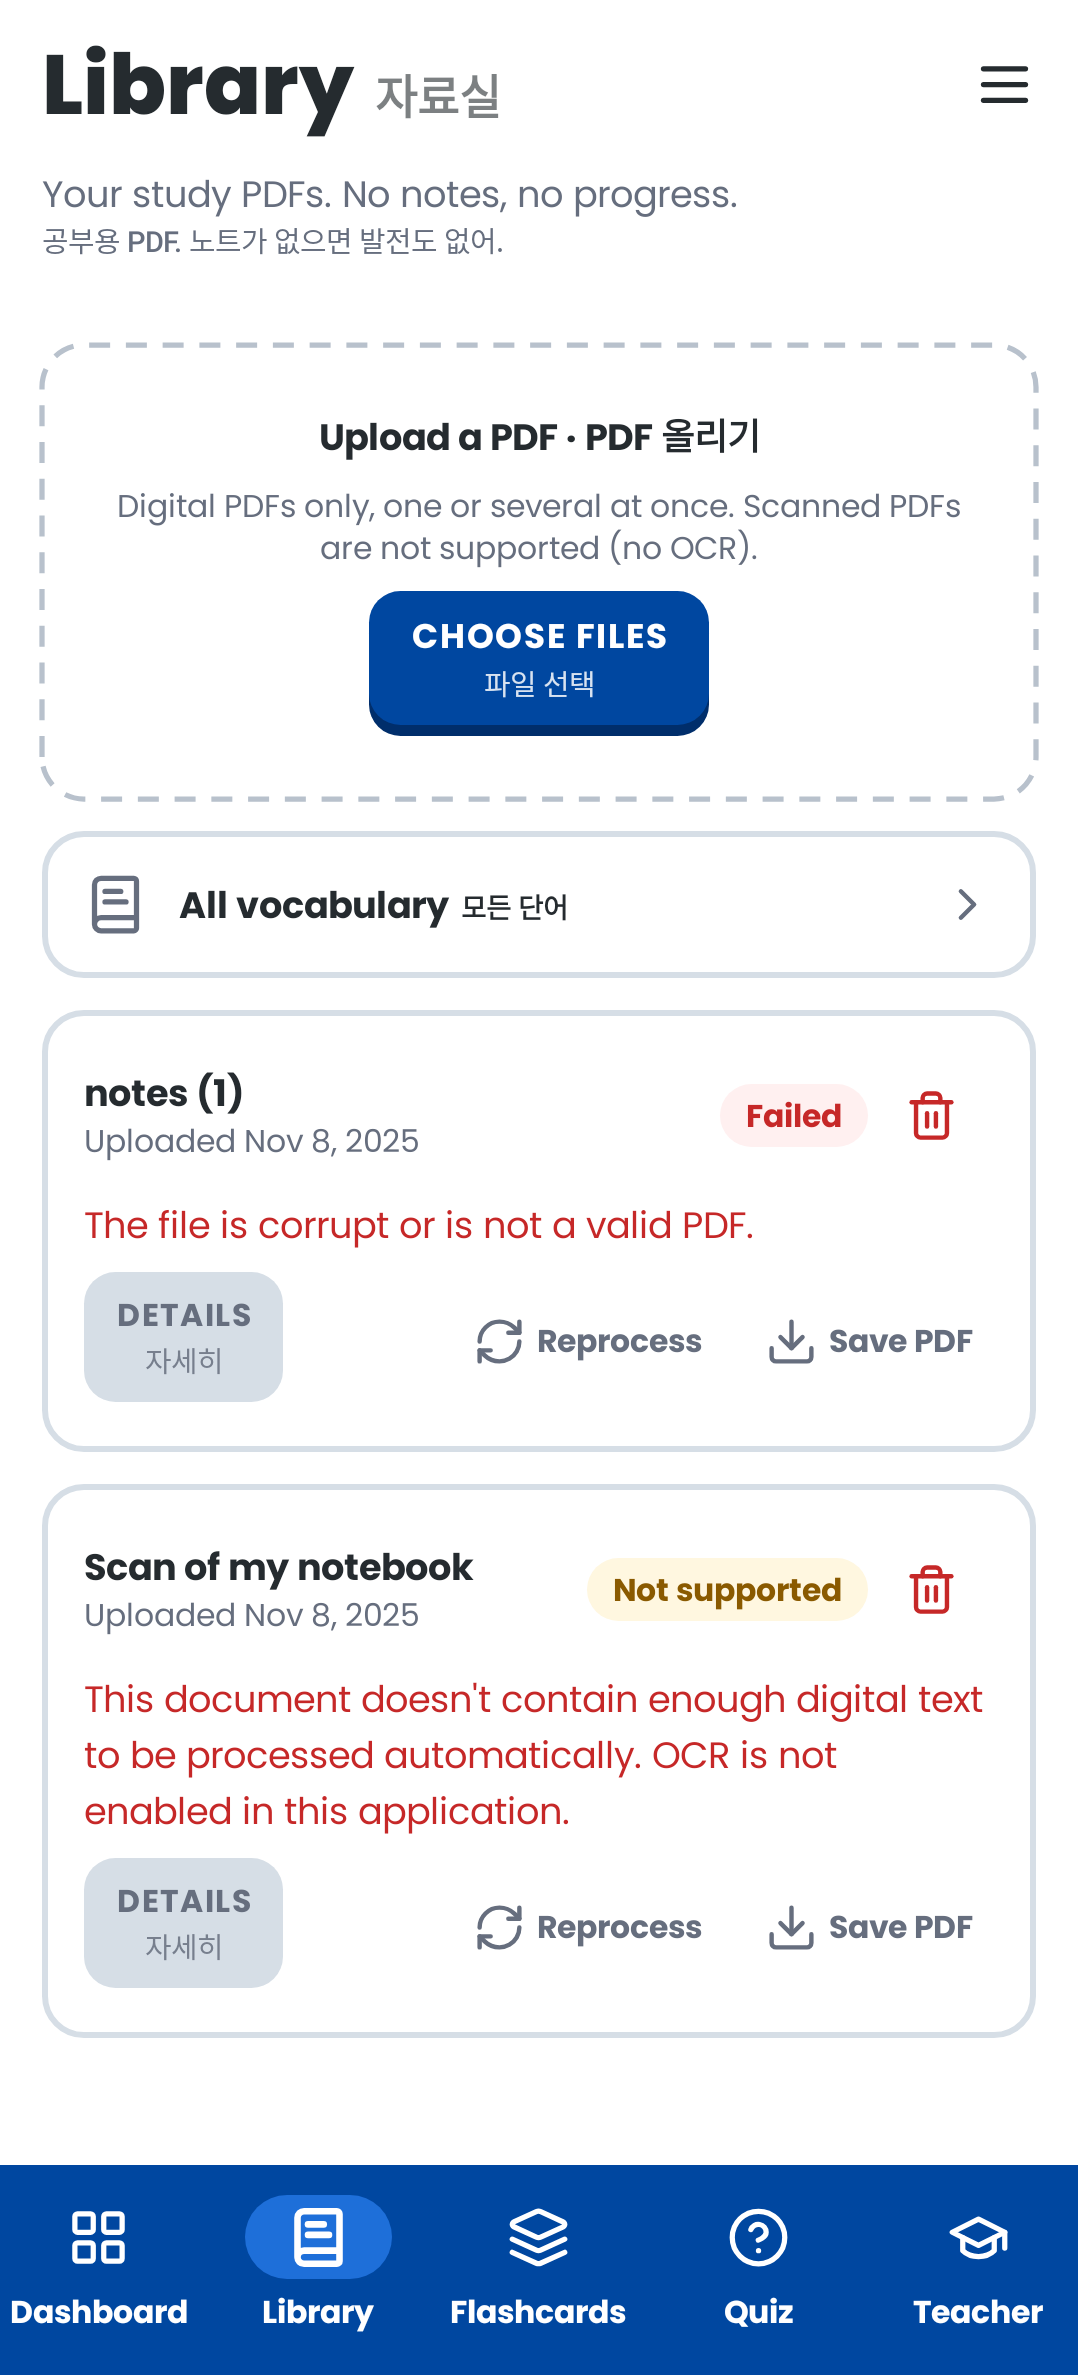 Library 자료실
Your study PDFs. No notes, no progress.
공부용 PDF. 노트가 없으면 발전도 없어.
Upload a PDF · PDF 올리기
Digital PDFs only, one or several at once. Scanned PDFs
are not supported (no OCR).
CHOOSE FILES
파일 선택
All vocabulary 모든 단어
notes (1)
Uploaded Nov 8, 2025
Failed
The file is corrupt or is not a valid PDF.
DETAILS
자세히
Reprocess
Save PDF
Scan of my notebook
Uploaded Nov 8, 2025
Not supported
This document doesn't contain enough digital text
to be processed automatically. OCR is not
enabled in this application.
DETAILS
자세히
Reprocess
Save PDF
Dashboard
Library
Flashcards
Quiz
Teacher